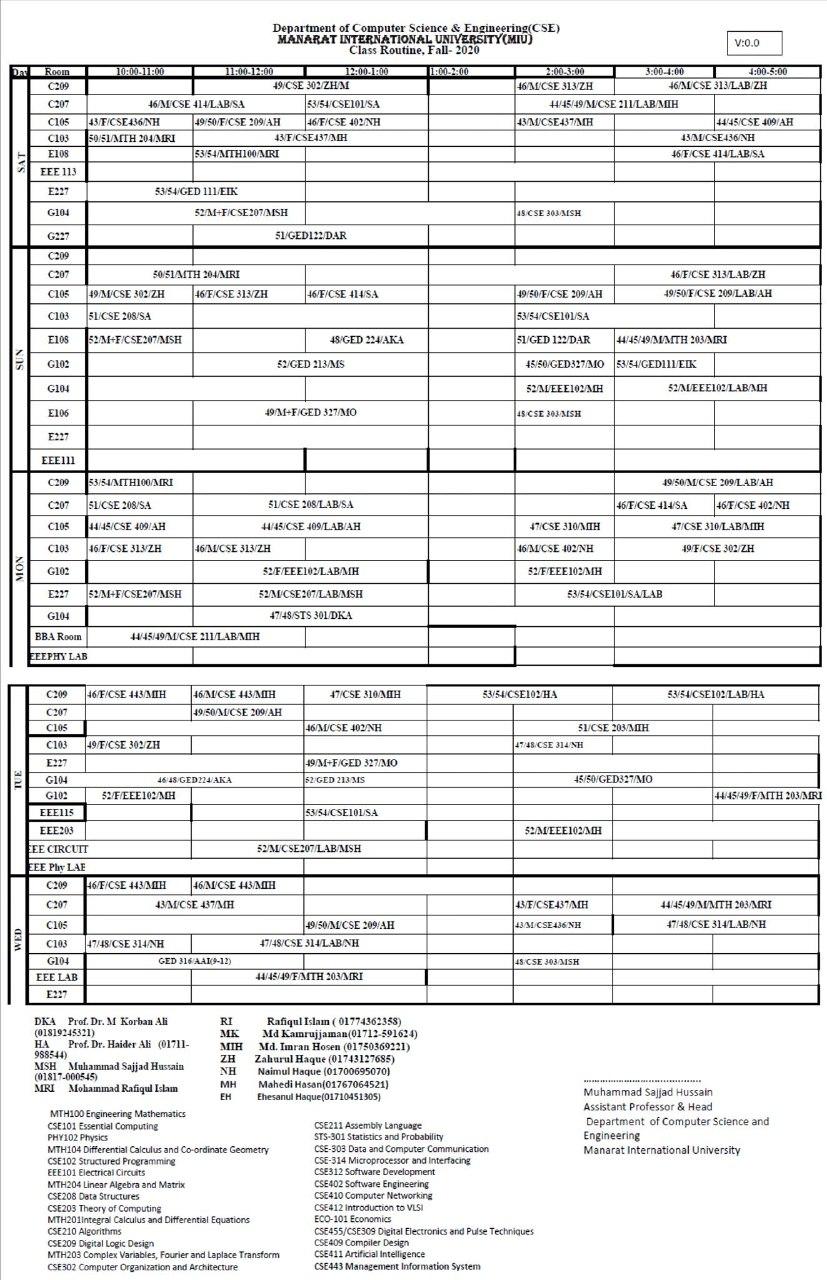 Department of Computer Science & Engineering(CSE)
MANARAT INTERNATIONAL UNIVERSITY(MIU)
Class Routine, Fall- 2020
V:0.0
Day Room 10:00-11:00 11:00-12:00 12:00-1:00 1:00-2:00 2:00-3:00 3:00-4:00 4:00-5:00
SAT
C209 49/CSE 302/ZH/M 46/M/CSE 313/ZH 46/M/CSE 313/LAB/ZH
C207 46/M/CSE 414/LAB/SA 53/54/CSE101/SA 44/45/49/M/CSE 211/LAB/MIH
C105 43/F/CSE436/NH 49/50/F/CSE 209/AH 46/F/CSE 402/NH 43/M/CSE437/MH 44/45/CSE 409/AH
C103 50/51/MTH 204/MRI 43/F/CSE437/MH 43/M/CSE436/NH
E108 53/54/MTH100/MRI 46/F/CSE 414/LAB/SA
EEE 113
E227 53/54/GED 111/EIK
G104 52/M+F/CSE207/MSH 48/CSE 303/MSH
G227 51/GED122/DAR
SUN
C209
C207 50/51/MTH 204/MRI 46/F/CSE 313/LAB/ZH
C105 49/M/CSE 302/ZH 46/F/CSE 313/ZH 46/F/CSE 414/SA 49/50/F/CSE 209/AH 49/50/F/CSE 209/LAB/AH
C103 51/CSE 208/SA 53/54/CSE101/SA
E108 52/M+F/CSE207/MSH 48/GED 224/AKA 51/GED 122/DAR 44/45/49/M/MTH 203/MRI
G102 52/GED 213/MS 45/50/GED327/MO 53/54/GED111/EIK
G104 52/M/EEE102/MH 52/M/EEE102/LAB/MH
E106 49/M+F/GED 327/MO 48/CSE 303/MSH
E227
EEE111
MON
C209 53/54/MTH100/MRI 49/50/M/CSE 209/LAB/AH
C207 51/CSE 208/SA 51/CSE 208/LAB/SA 46/F/CSE 414/SA 46/F/CSE 402/NH
C105 44/45/CSE 409/AH 44/45/CSE 409/LAB/AH 47/CSE 310/MIH 47/CSE 310/LAB/MIH
C103 46/F/CSE 313/ZH 46/M/CSE 313/ZH 46/M/CSE 402/NH 49/F/CSE 302/ZH
G102 52/F/EEE102/LAB/MH 52/F/EEE102/MH
E227 52/M+F/CSE207/MSH 52/M/CSE207/LAB/MSH 53/54/CSE101/SA/LAB
G104 47/48/STS 301/DKA
BBA Room 44/45/49/M/CSE 211/LAB/MIH
EEEPHY LAB
TUE
C209 46/F/CSE 443/MIH 46/M/CSE 443/MIH 47/CSE 310/MIH 53/54/CSE102/HA 53/54/CSE102/LAB/HA
C207 49/50/M/CSE 209/AH
C105 46/M/CSE 402/NH 51/CSE 203/MIH
C103 49/F/CSE 302/ZH 47/48/CSE 314/NH
E227 49/M+F/GED 327/MO
G104 46/48/GED224/AKA 52/GED 213/MS 45/50/GED327/MO
G102 52/F/EEE102/MH 44/45/49/F/MTH 203/MRI
EEE115 53/54/CSE101/SA
EEE203 52/M/EEE102/MH
EEE CIRCUIT 52/M/CSE207/LAB/MSH
EEE Phy LAB
WED
C209 46/F/CSE 443/MIH 46/M/CSE 443/MIH
C207 43/M/CSE 437/MH 43/F/CSE437/MH 44/45/49/M/MTH 203/MRI
C105 49/50/M/CSE 209/AH 43/M/CSE436/NH 47/48/CSE 314/LAB/NH
C103 47/48/CSE 314/NH 47/48/CSE 314/LAB/NH
G104 GED 316/AAI(9-12) 48/CSE 303/MSH
EEE LAB 44/45/49/F/MTH 203/MRI
E227
DKA Prof. Dr. M Korban Ali
(01819245321)
HA Prof. Dr. Haider Ali (01711-
988544)
MSH Muhammad Sajjad Hussain
(01817-000545)
MRI Mohammad Rafiqul Islam
RI Rafiqul Islam ( 01774362358)
MK Md Kamrujjaman(01712-591624)
MIH Md. Imran Hosen (01750369221)
ZH Zahurul Haque (01743127685)
NH Naimul Haque (01700695070)
MH Mahedi Hasan(01767064521)
EH Ehesanul Haque(01710451305)
Muhammad Sajjad Hussain
Assistant Professor & Head
Department of Computer Science and
Engineering
Manarat International University
MTH100 Engineering Mathematics
CSE101 Essential Computing
PHY102 Physics
MTH104 Differential Calculus and Co-ordinate Geometry
CSE102 Structured Programming
EEE101 Electrical Circuits
MTH204 Linear Algebra and Matrix
CSE208 Data Structures
CSE203 Theory of Computing
MTH201Integral Calculus and Differential Equations
CSE210 Algorithms
CSE209 Digital Logic Design
MTH203 Complex Variables, Fourier and Laplace Transform
CSE302 Computer Organization and Architecture
CSE211 Assembly Language
STS-301 Statistics and Probability
CSE-303 Data and Computer Communication
CSE-314 Microprocessor and Interfacing
CSE312 Software Development
CSE402 Software Engineering
CSE410 Computer Networking
CSE412 Introduction to VLSI
ECO-101 Economics
CSE455/CSE309 Digital Electronics and Pulse Techniques
CSE409 Compiler Design
CSE411 Artificial Intelligence
CSE443 Management Information System